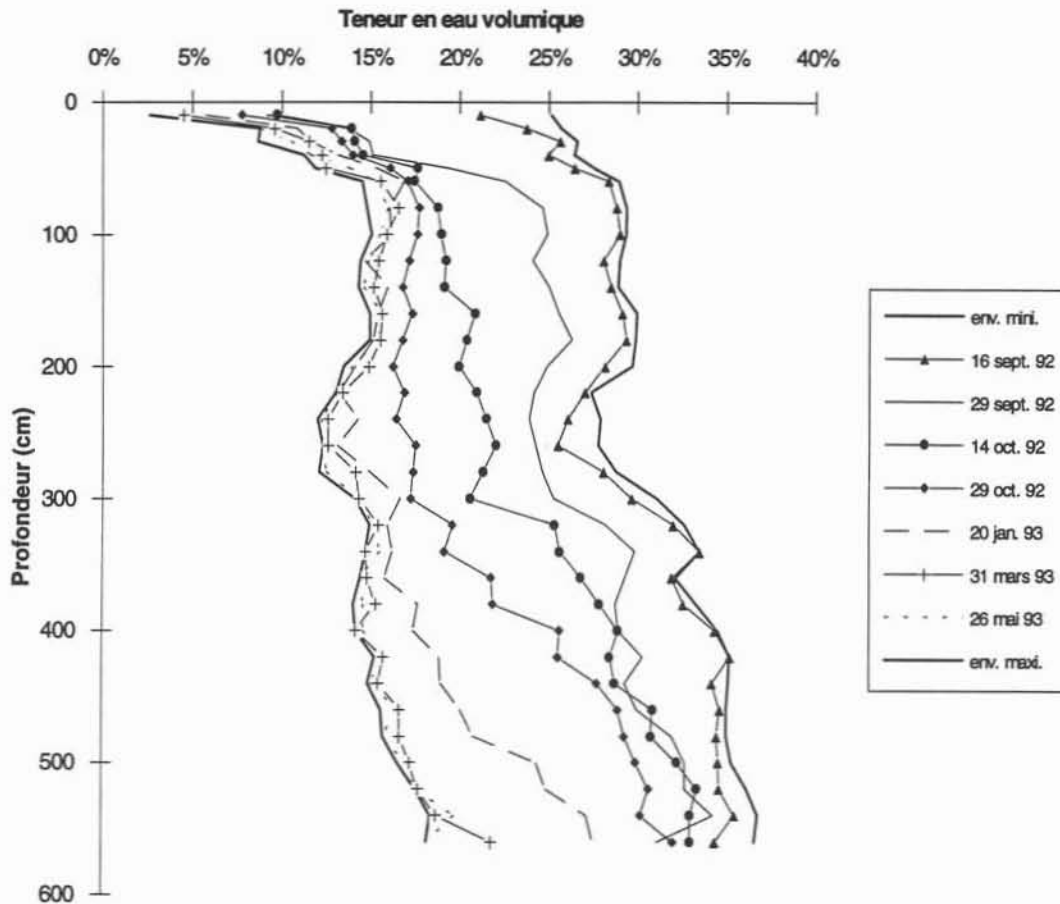 Teneur en eau volumique
0% 5% 10% 15% 20% 25% 30% 35% 40%
0
100
200
300
400
500
600
Profondeur (cm)
env. mini.
16 sept. 92
29 sept. 92
14 oct. 92
29 oct. 92
20 jan. 93
31 mars 93
26 mai 93
env. maxi.